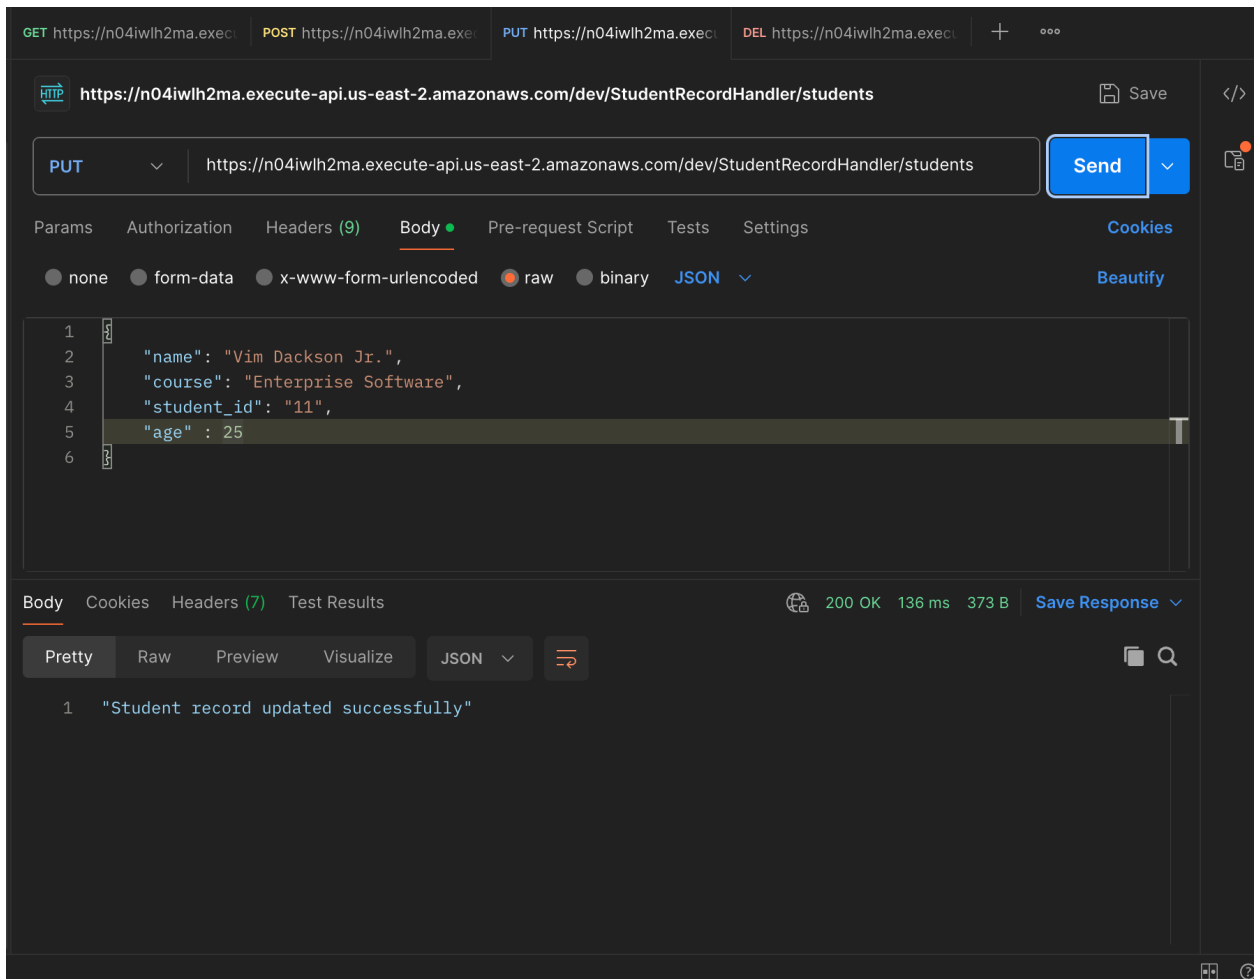 GET https://n04iwlh2ma.exec POST https://n04iwlh2ma.exec PUT https://n04iwlh2ma.execu DEL https://n04iwlh2ma.execu
HTTP https://n04iwlh2ma.execute-api.us-east-2.amazonaws.com/dev/StudentRecordHandler/students Save </>
PUT https://n04iwlh2ma.execute-api.us-east-2.amazonaws.com/dev/StudentRecordHandler/students Send
Params Authorization Headers (9) Body Pre-request Script Tests Settings Cookies
none form-data x-www-form-urlencoded raw binary JSON Beautify
1 {
2 "name": "Vim Dackson Jr.",
3 "course": "Enterprise Software",
4 "student_id": "11",
5 "age" : 25
6 }
Body Cookies Headers (7) Test Results 200 OK 136 ms 373 B Save Response
Pretty Raw Preview Visualize JSON
1 "Student record updated successfully"